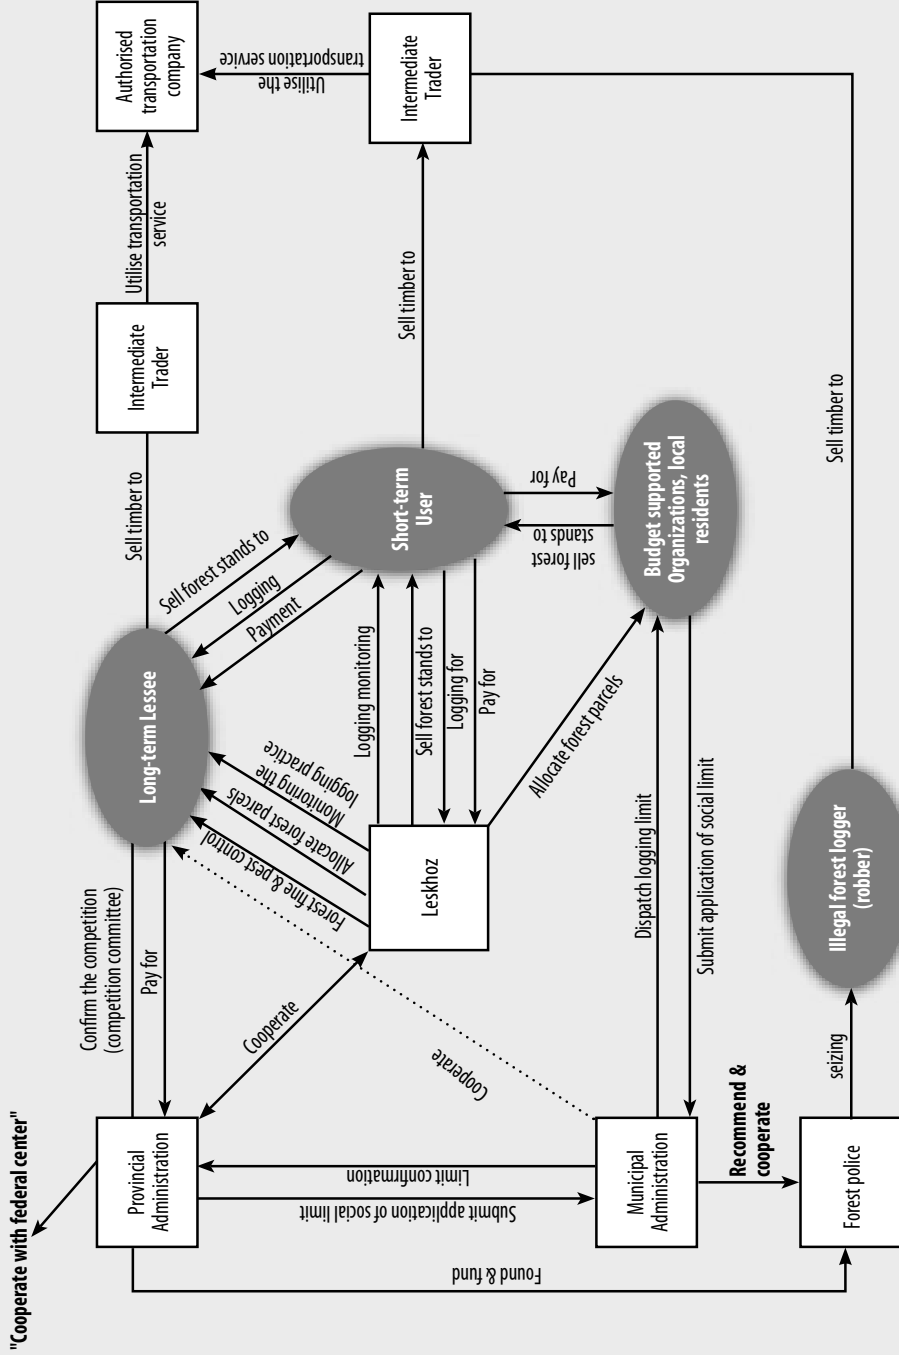 "Cooperate with federal center"
Provincial
Administration
Confirm the competition
(competition committee)
Pay for
Long-term Lessee
Sell timber to
Intermediate
Trader
Utilise transportation
service
Authorised
transportation
company
Utilise the
transportation service
Intermediate
Trader
Sell timber to
Sell forest stands to
Logging
Payment
Short-term
User
Cooperate
Cooperate
Forest fine & pest control
Allocate forest parcels
Monitoring the
logging practice
Leskhoz
Logging monitoring
Sell forest stands to
Logging for
Pay for
Pay for
sell forest
stands to
Allocate forest parcels
Budget supported
Organizations, local
residents
Limit confirmation
Submit application of social limit
Municipal
Administration
Dispatch logging limit
Submit application of social limit
Found & fund
Recommend &
cooperate
Forest police
seizing
Illegal forest logger
(robber)
Sell timber to